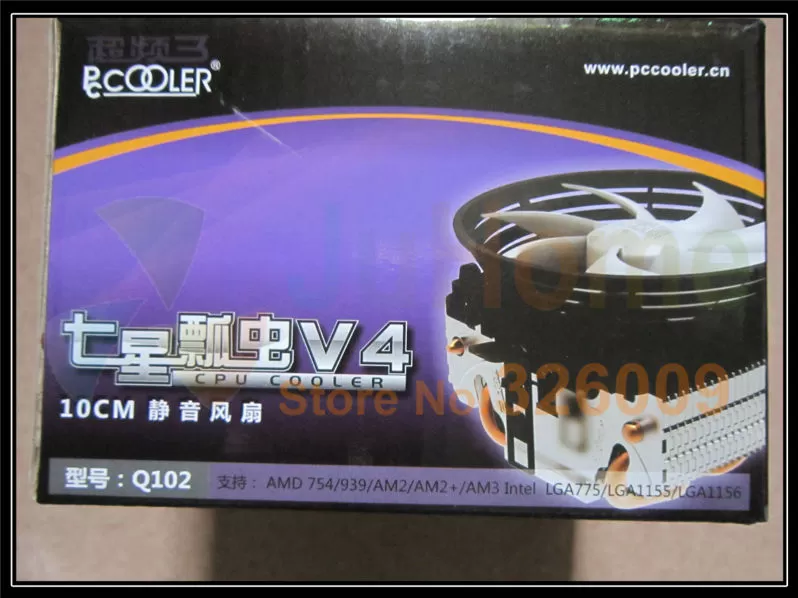 超频3
PCCOOLER®
www.pccooler.cn
JuHome
七星瓢虫V4
CPU COOLER
Store No: 326009
10CM 静音风扇
型号:Q102
支持: AMD 754/939/AM2/AM2+/AM3 Intel LGA775/LGA1155/LGA1156